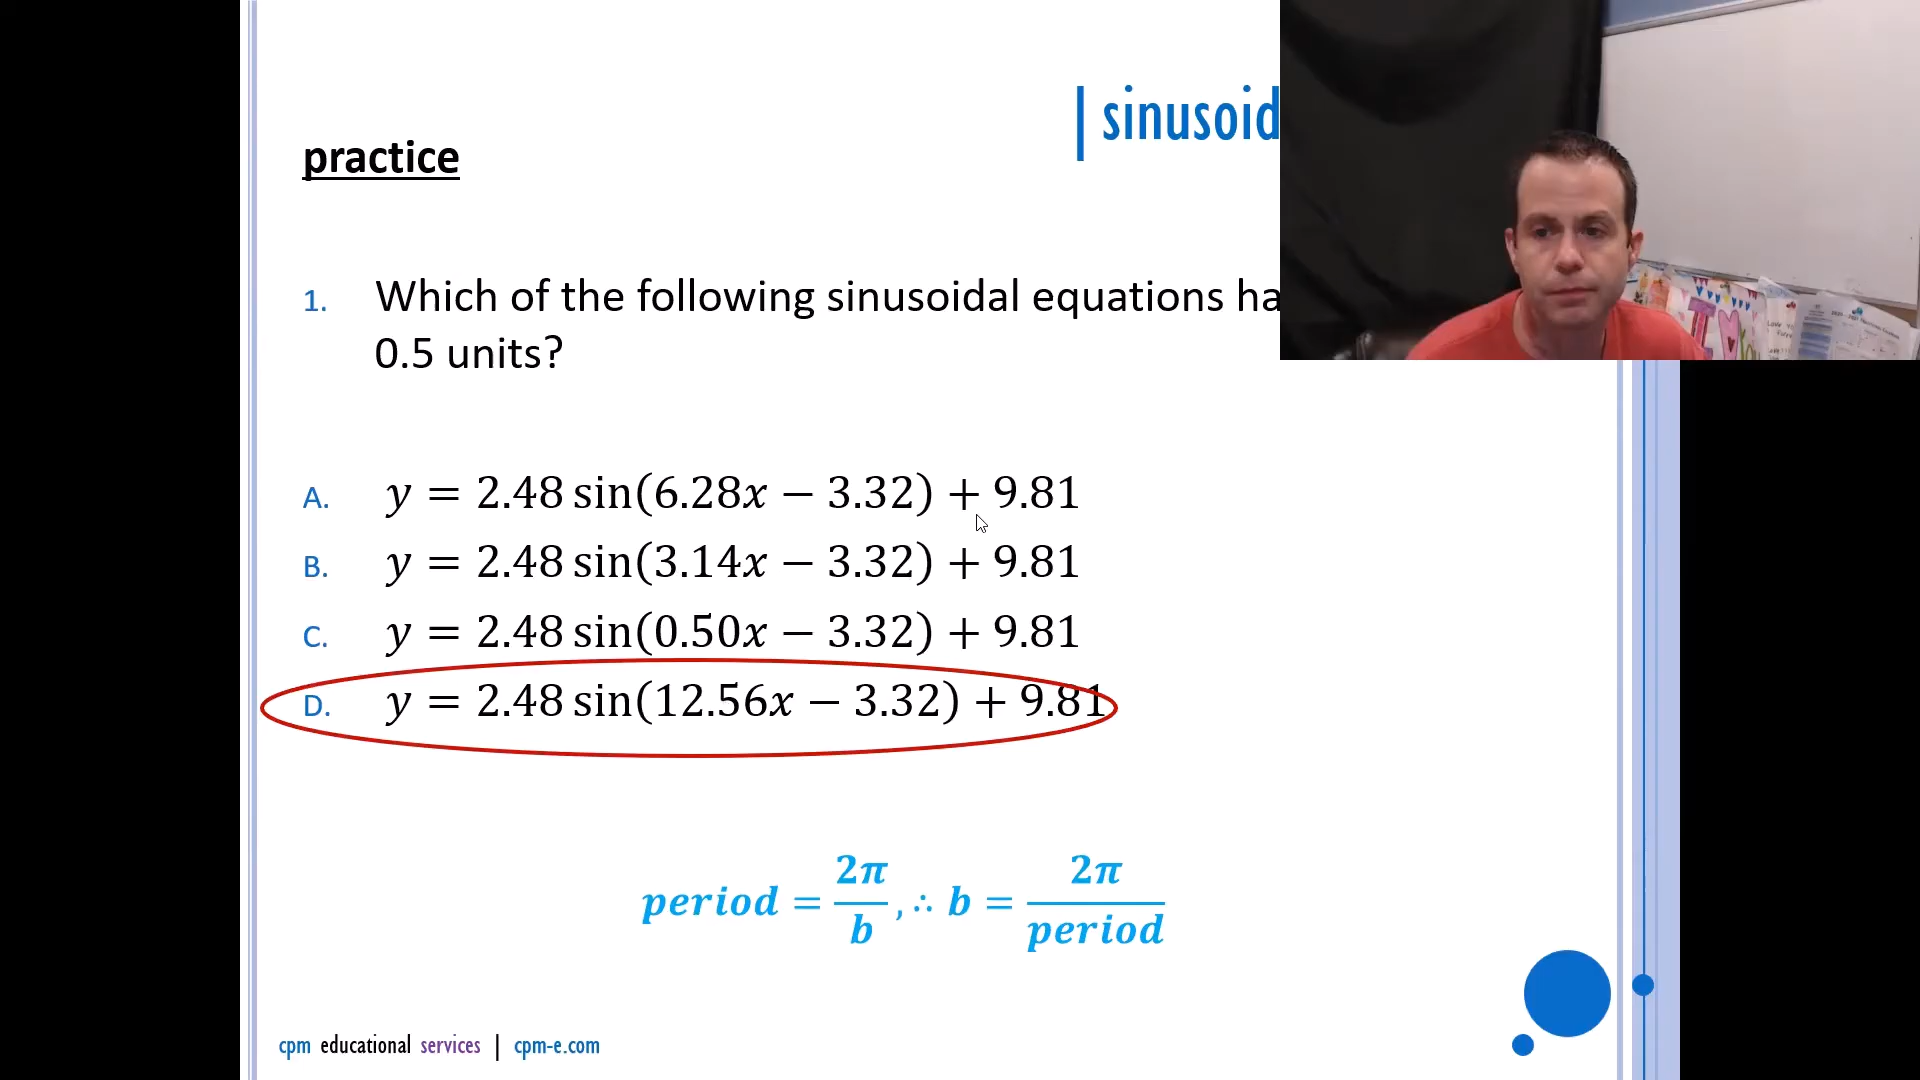 | sinusoid
practice
1. Which of the following sinusoidal equations ha
0.5 units?
A. y = 2.48 sin(6.28x − 3.32) + 9.81
B. y = 2.48 sin(3.14x − 3.32) + 9.81
C. y = 2.48 sin(0.50x − 3.32) + 9.81
D. y = 2.48 sin(12.56x − 3.32) + 9.81
period = 2π/b, ∴ b = 2π/period
cpm educational services | cpm-e.com